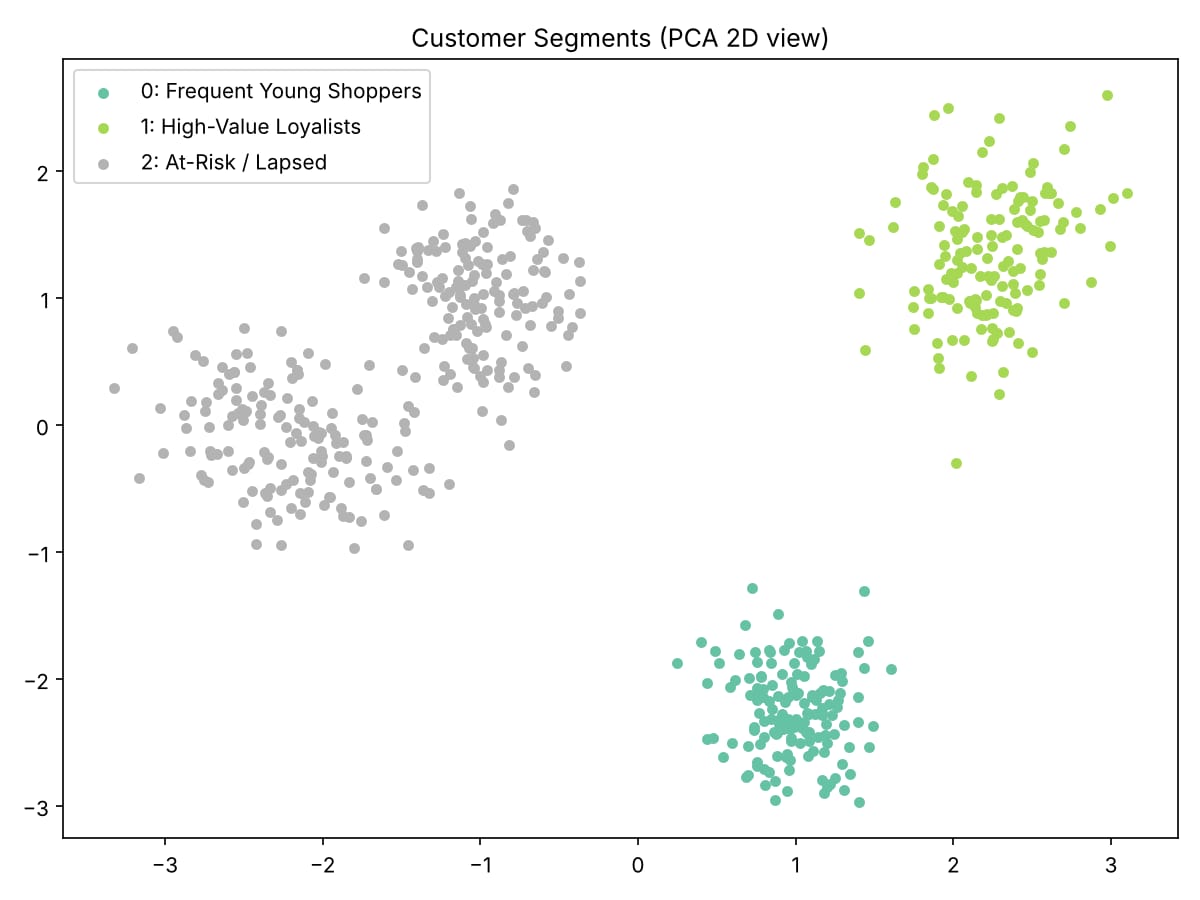 Customer Segments (PCA 2D view)
0: Frequent Young Shoppers
1: High-Value Loyalists
2: At-Risk / Lapsed
2
1
0
−1
−2
−3
−3 −2 −1 0 1 2 3